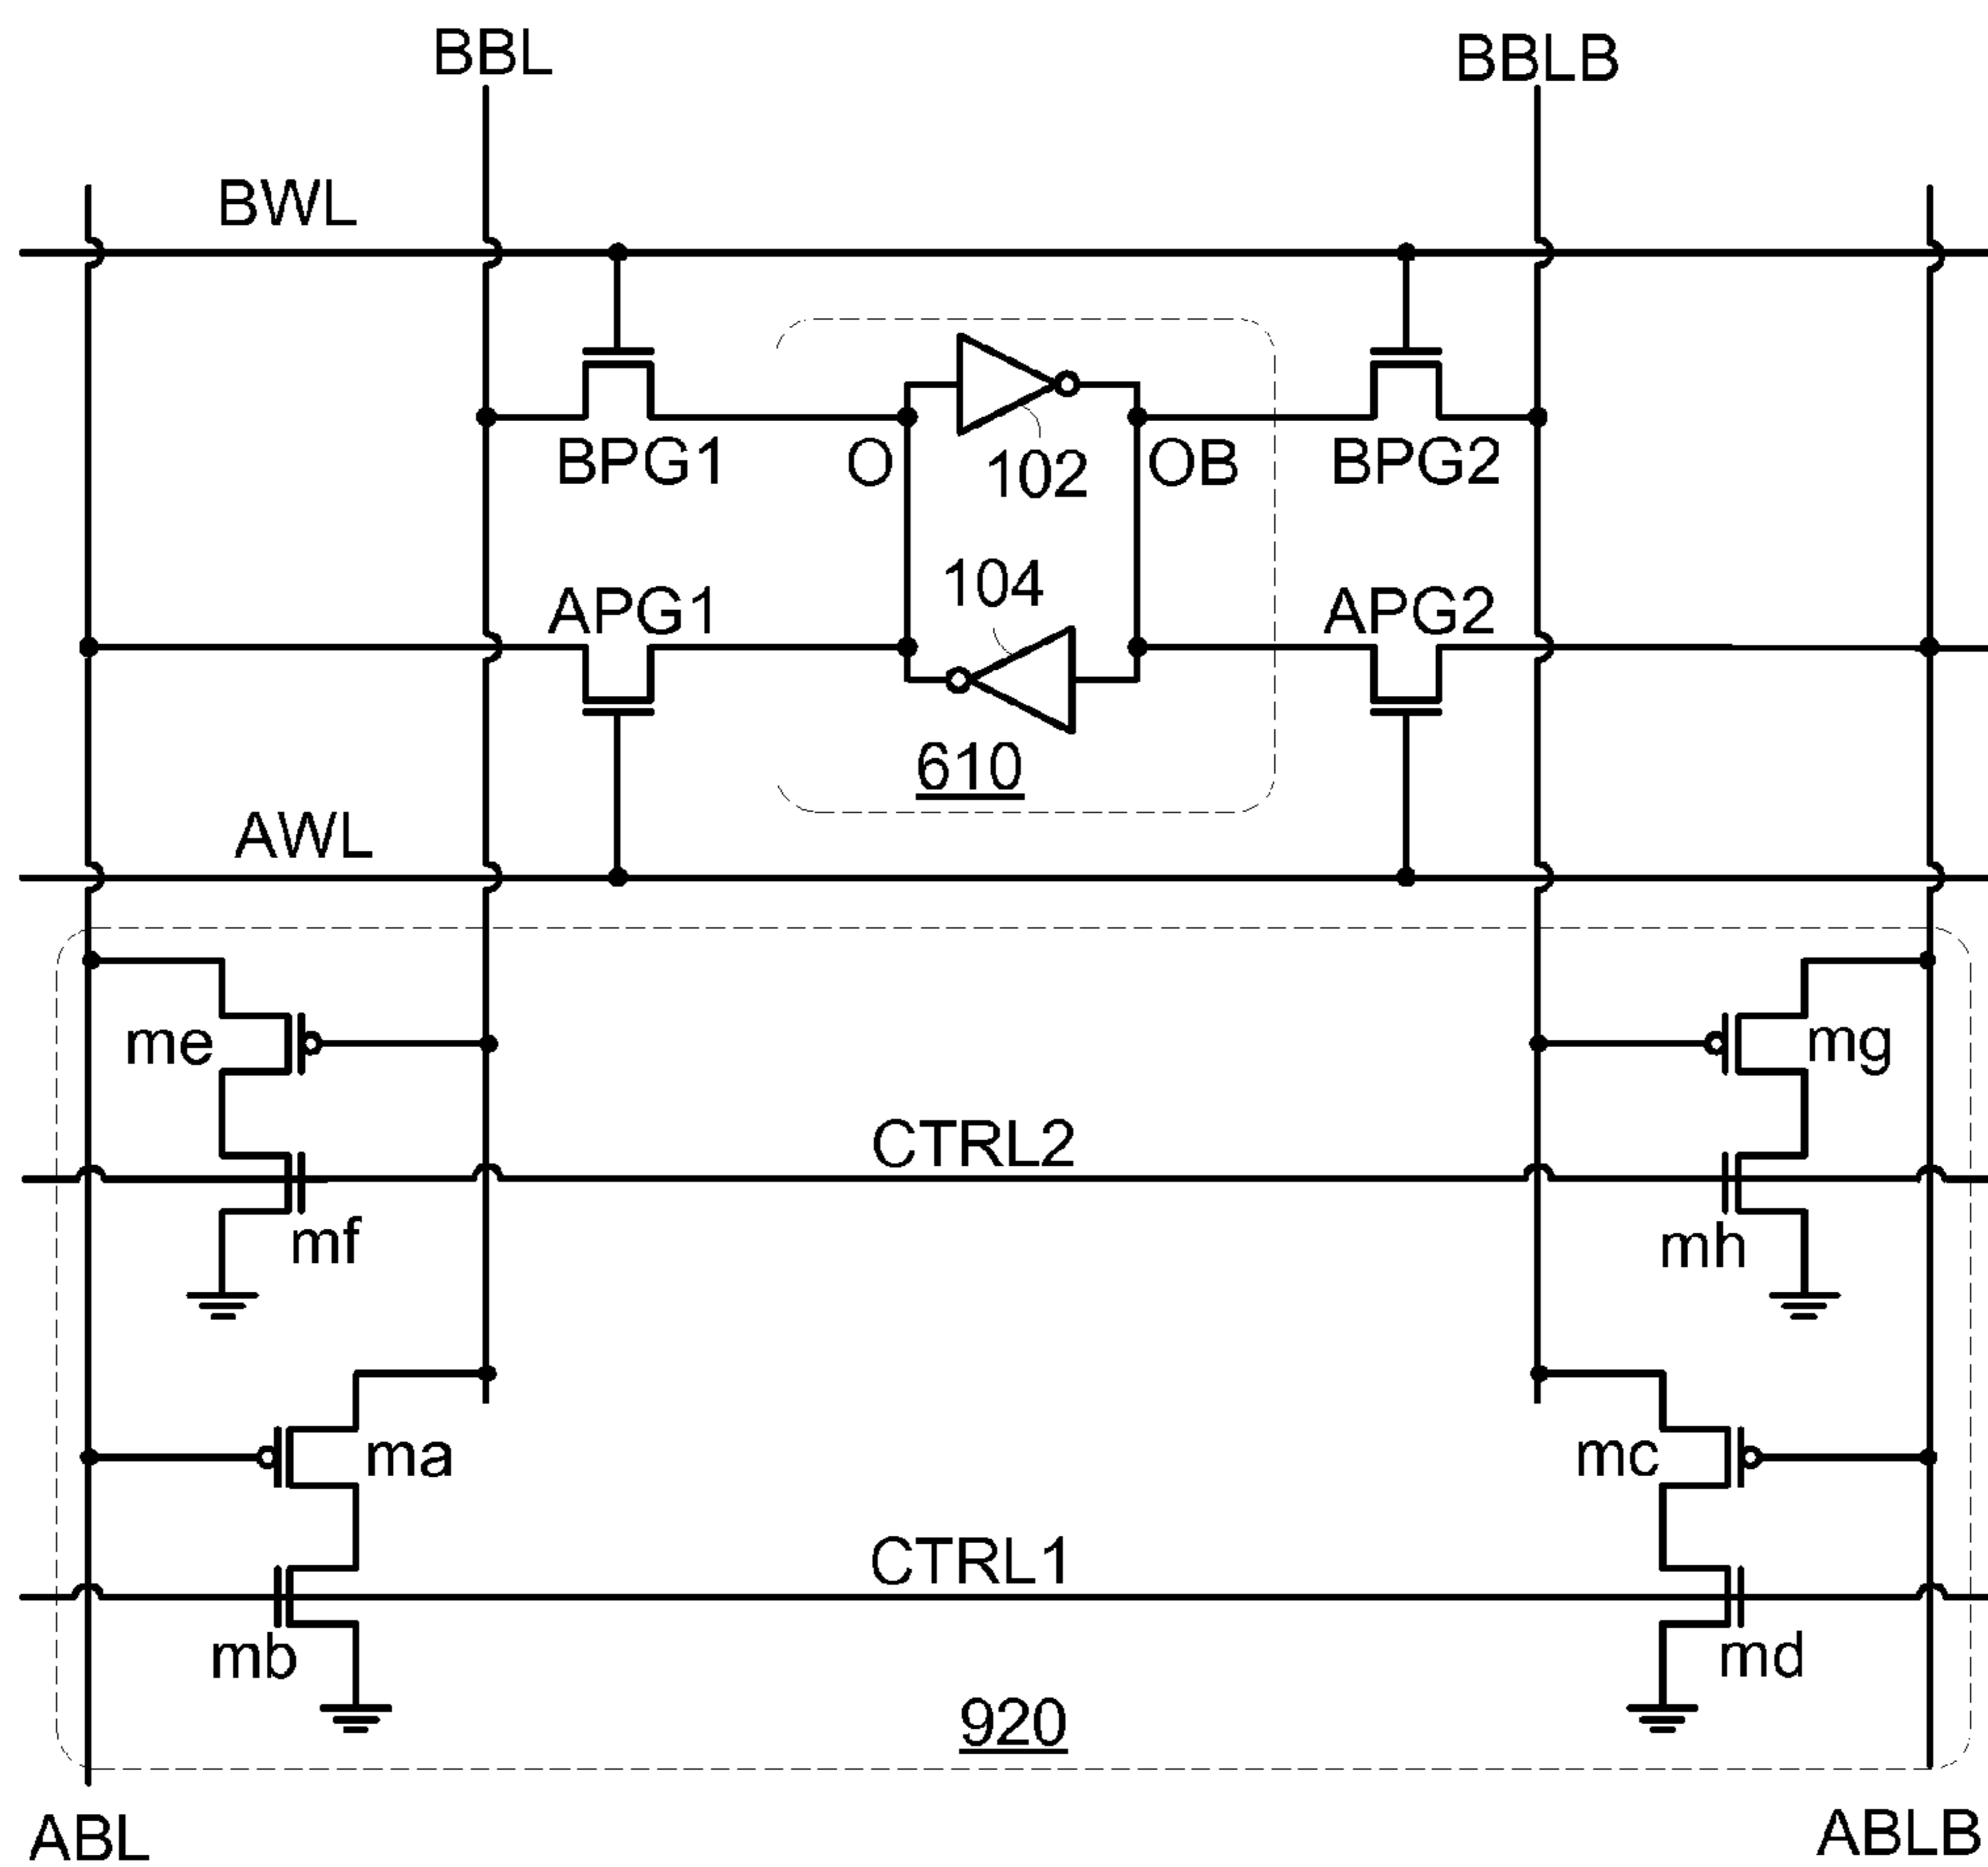 BBL
BBLB
BWL
BPG1
O
102
OB
BPG2
APG1
104
APG2
610
AWL
me
mg
CTRL2
mf
mh
ma
mc
CTRL1
mb
md
920
ABL
ABLB